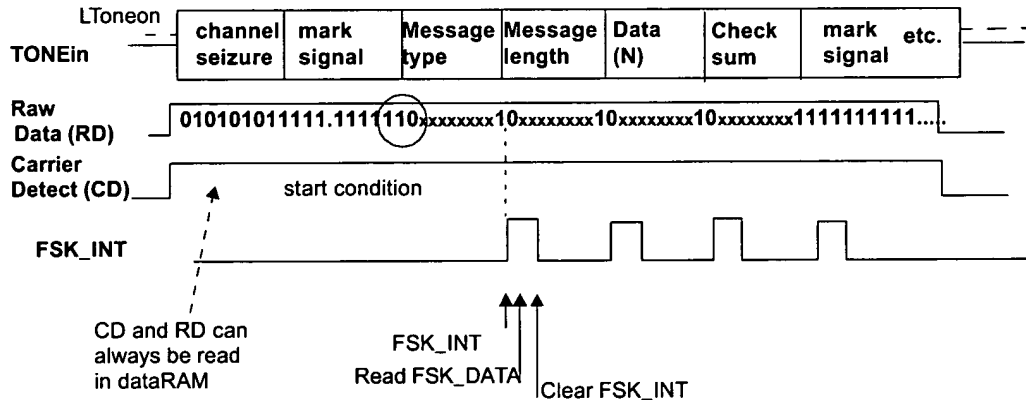 LToneon
TONEin
channel seizure
mark signal
Message type
Message length
Data (N)
Check sum
mark signal
etc.
Raw Data (RD)
010101011111.1111110xxxxxxxx10xxxxxxxx10xxxxxxxx10xxxxxxxx1111111111.....
Carrier Detect (CD)
start condition
FSK_INT
CD and RD can
always be read
in dataRAM
FSK_INT
Read FSK_DATA
Clear FSK_INT